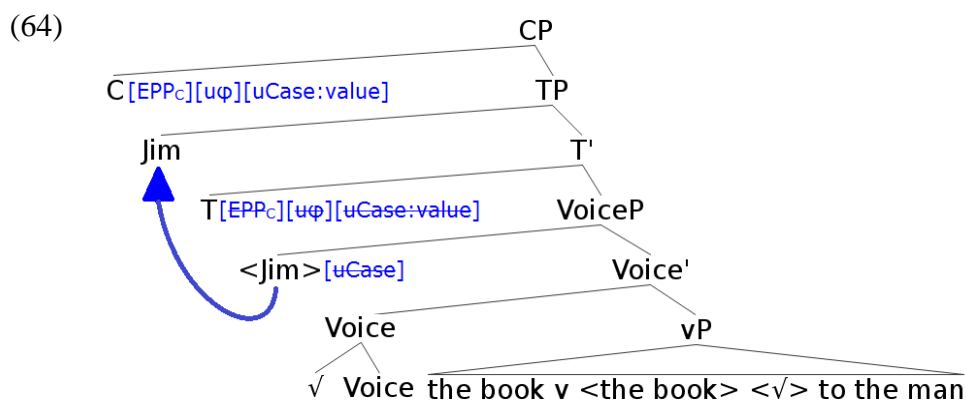 (64)
CP
C[EPPC][uφ][uCase:value] TP
Jim T'
T[EPPC][uφ][uCase:value] VoiceP
<Jim>[uCase] Voice'
Voice vP
√ Voice the book v <the book> <√> to the man